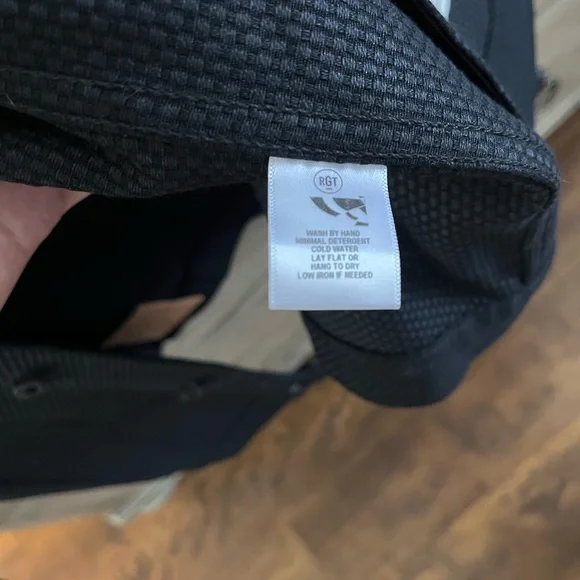 RGT
WASH BY HAND
MINIMAL DETERGENT
COLD WATER
LAY FLAT OR
HANG TO DRY
LOW IRON IF NEEDED